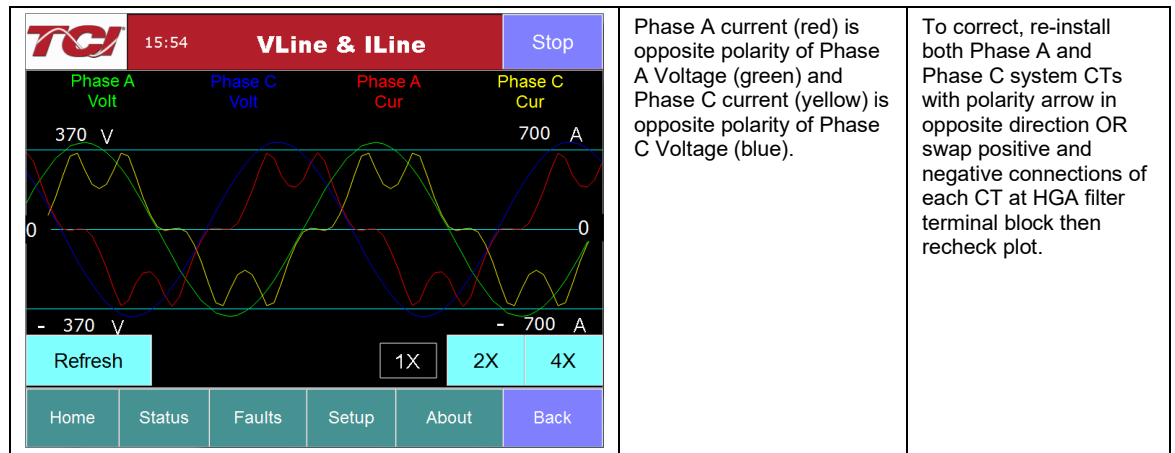 TCI
15:54
VLine & ILine
Stop
Phase A
Volt
Phase C
Volt
Phase A
Cur
Phase C
Cur
370 V
700 A
0
0
- 370 V
- 700 A
Refresh
1X
2X
4X
Home
Status
Faults
Setup
About
Back
Phase A current (red) is
opposite polarity of Phase
A Voltage (green) and
Phase C current (yellow) is
opposite polarity of Phase
C Voltage (blue).
To correct, re-install
both Phase A and
Phase C system CTs
with polarity arrow in
opposite direction OR
swap positive and
negative connections of
each CT at HGA filter
terminal block then
recheck plot.